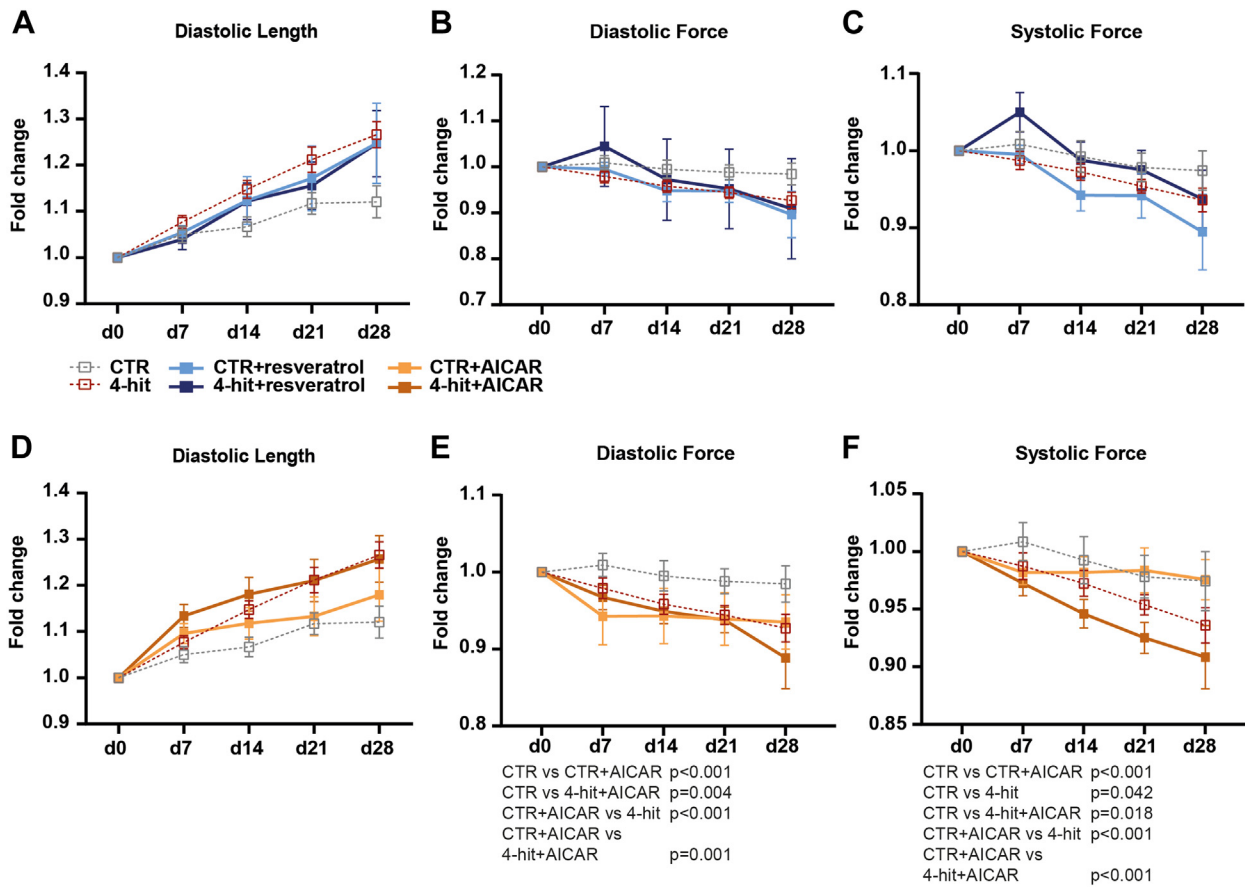 A
Diastolic Length
B
Diastolic Force
C
Systolic Force
Fold change
1.4
1.3
1.2
1.1
1.0
0.9
d0 d7 d14 d21 d28
Fold change
1.2
1.1
1.0
0.9
0.8
0.7
d0 d7 d14 d21 d28
Fold change
1.1
1.0
0.9
0.8
d0 d7 d14 d21 d28
CTR CTR+resveratrol CTR+AICAR
4-hit 4-hit+resveratrol 4-hit+AICAR
D
Diastolic Length
E
Diastolic Force
F
Systolic Force
Fold change
1.4
1.3
1.2
1.1
1.0
0.9
d0 d7 d14 d21 d28
Fold change
1.1
1.0
0.9
0.8
d0 d7 d14 d21 d28
CTR vs CTR+AICAR p<0.001
CTR vs 4-hit+AICAR p=0.004
CTR+AICAR vs 4-hit p<0.001
CTR+AICAR vs
4-hit+AICAR p=0.001
Fold change
1.05
1.00
0.95
0.90
0.85
d0 d7 d14 d21 d28
CTR vs CTR+AICAR p<0.001
CTR vs 4-hit p=0.042
CTR vs 4-hit+AICAR p=0.018
CTR+AICAR vs 4-hit p<0.001
CTR+AICAR vs
4-hit+AICAR p<0.001